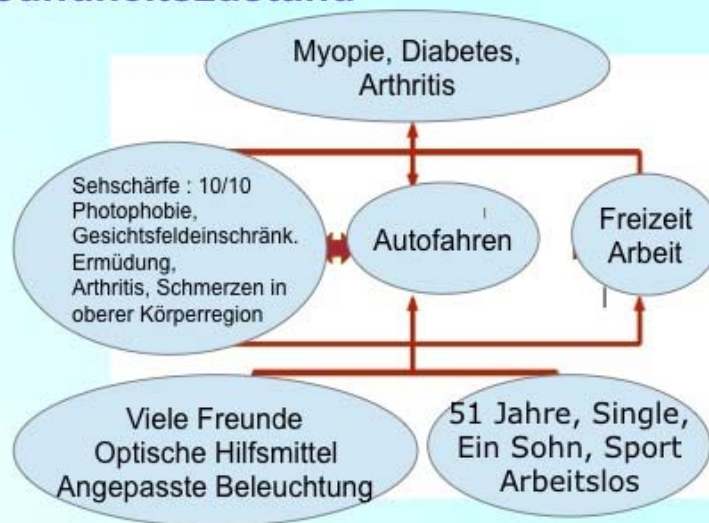 Myopie, Diabetes,
Arthritis
Sehschärfe : 10/10
Photophobie,
Gesichtsfeldeinschränk.
Ermüdung,
Arthritis, Schmerzen in
oberer Körperregion
Autofahren
Freizeit
Arbeit
Viele Freunde
Optische Hilfsmittel
Angepasste Beleuchtung
51 Jahre, Single,
Ein Sohn, Sport
Arbeitslos